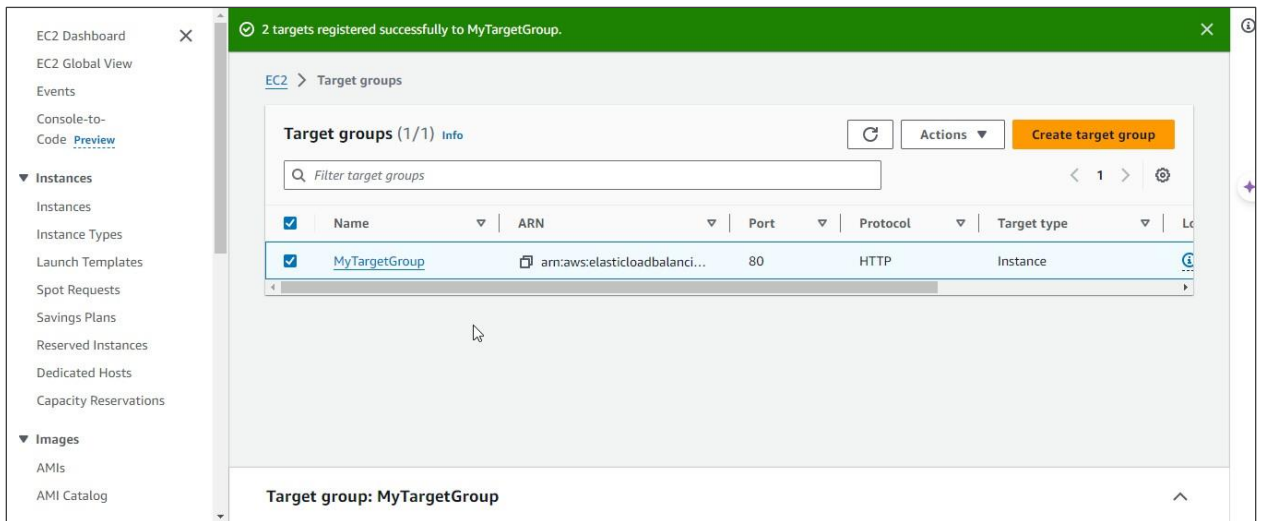 EC2 Dashboard
EC2 Global View
Events
Console-to-
Code Preview
Instances
Instances
Instance Types
Launch Templates
Spot Requests
Savings Plans
Reserved Instances
Dedicated Hosts
Capacity Reservations
Images
AMIs
AMI Catalog
2 targets registered successfully to MyTargetGroup.
EC2 > Target groups
Target groups (1/1) Info
Actions
Create target group
Filter target groups
1
Name ARN Port Protocol Target type
MyTargetGroup arn:aws:elasticloadbalanci... 80 HTTP Instance
Target group: MyTargetGroup